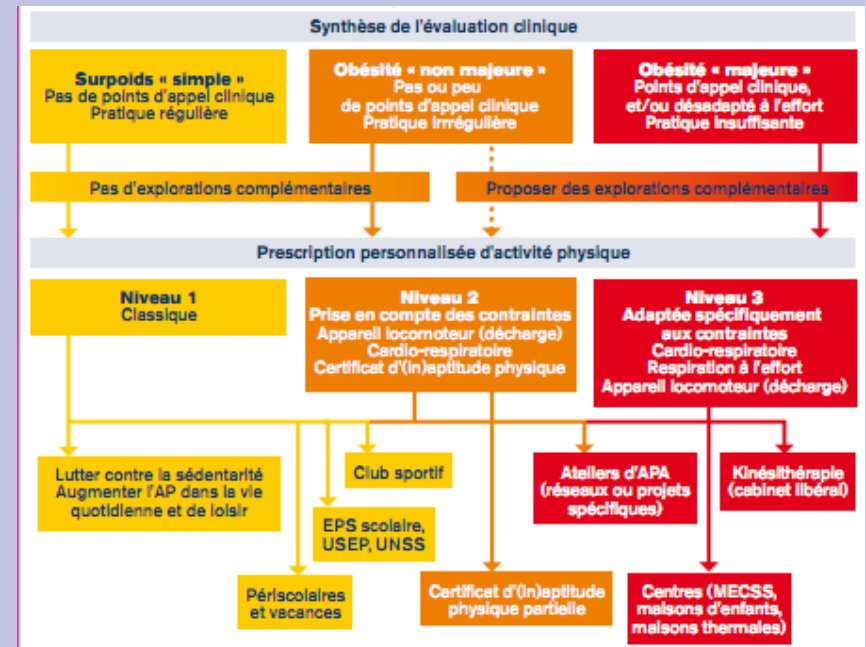 Synthèse de l'évaluation clinique
Surpoids « simple »
Pas de points d'appel clinique
Pratique régulière
Obésité « non majeure »
Pas ou peu
de points d'appel clinique
Pratique irrrégulière
Obésité « majeure »
Points d'appel clinique,
et/ou désadapté à l'effort
Pratique insuffisante
Pas d'explorations complémentaires
Proposer des explorations complémentaires
Prescription personnalisée d'activité physique
Niveau 1
Classique
Niveau 2
Prise en compte des contraintes
Appareil locomoteur (décharge)
Cardio-respiratoire
Certificat d'(in)aptitude physique
Niveau 3
Adaptée spécifiquement
aux contraintes
Cardio-respiratoire
Respiration à l'effort
Appareil locomoteur (décharge)
Lutter contre la sédentarité
Augmenter l'AP dans la vie
quotidienne et de loisir
Club sportif
Ateliers d'APA
(réseaux ou projets
spécifiques)
Kinésithérapie
(cabinet libéral)
EPS scolaire,
USEP, UNSS
Périscolaires
et vacances
Certificat d'(in)aptitude
physique partielle
Centres (MECSS,
maisons d'enfants,
maisons thermales)